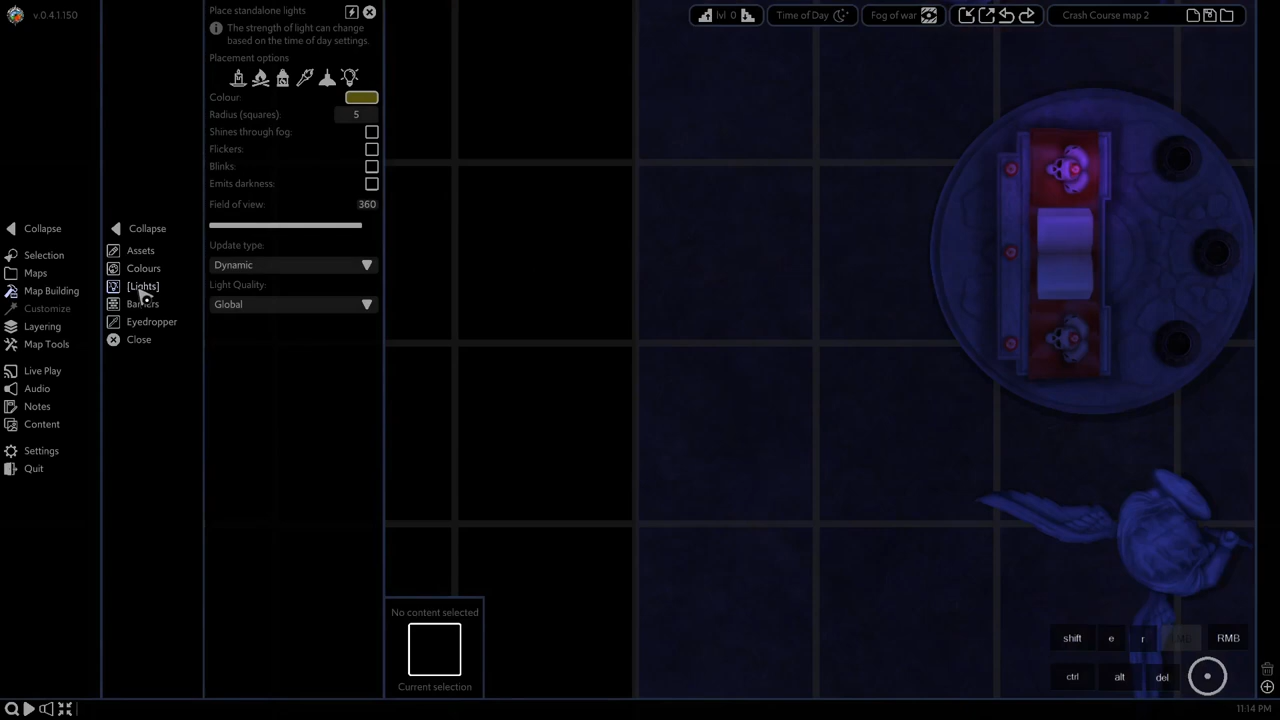 v.0.4.1.150
Place standalone lights
The strength of light can change
based on the time of day settings.
Placement options
Colour:
Radius (squares): 5
Shines through fog:
Flickers:
Blinks:
Emits darkness:
Field of view: 360
Update type:
Dynamic
Light Quality:
Global
lvl 0
Time of Day
Fog of war
Crash Course map 2
Collapse
Selection
Maps
Map Building
Customize
Layering
Map Tools
Live Play
Audio
Notes
Content
Settings
Quit
Collapse
Assets
Colours
[Lights]
Barriers
Eyedropper
Close
No content selected
Current selection
shift e r RMB
ctrl alt del
11:14 PM